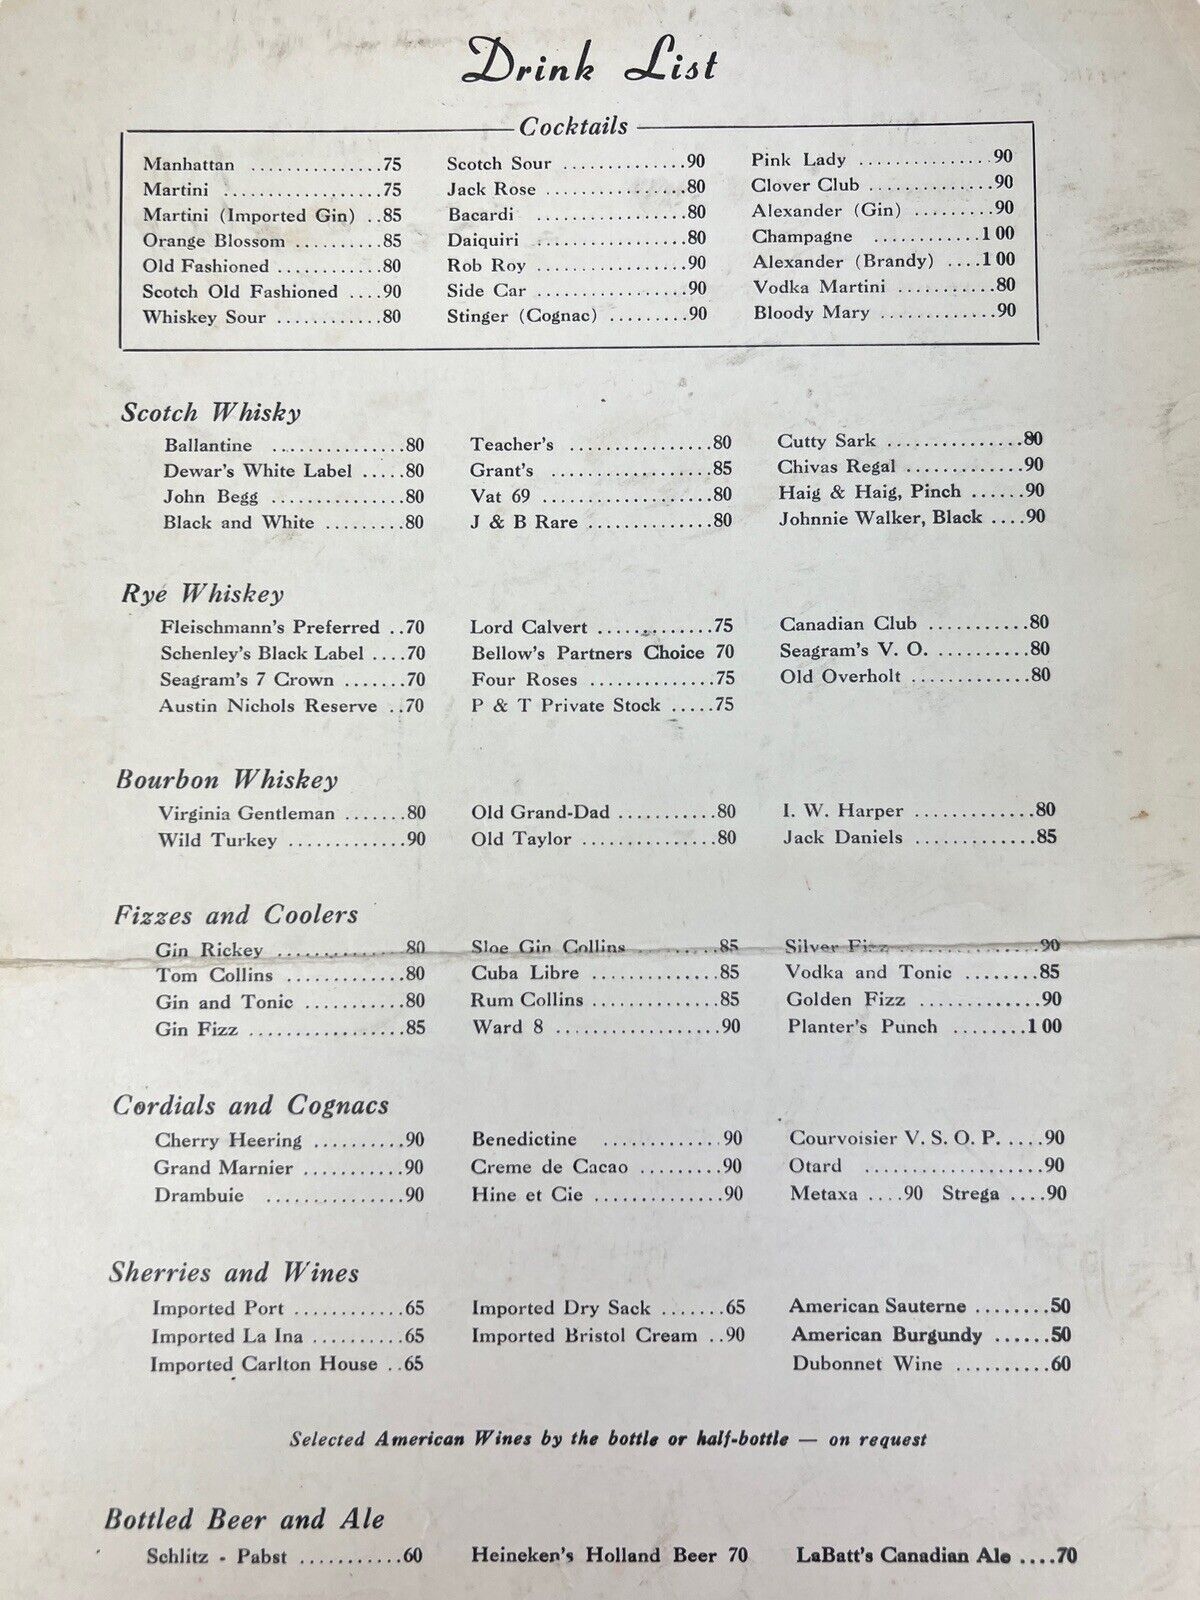 Drink List
Cocktails
Manhattan ...............75 Scotch Sour ..............90 Pink Lady ...............90
Martini ..................75 Jack Rose ................80 Clover Club ..............90
Martini (Imported Gin) ..85 Bacardi .................80 Alexander (Gin) .........90
Orange Blossom ..........85 Daiquiri .................80 Champagne ............1 00
Old Fashioned ............80 Rob Roy .................90 Alexander (Brandy) ....1 00
Scotch Old Fashioned ....90 Side Car .................90 Vodka Martini ...........80
Whiskey Sour ............80 Stinger (Cognac) .........90 Bloody Mary .............90
Scotch Whisky
Ballantine ...............80 Teacher's ................80 Cutty Sark ...............80
Dewar's White Label .....80 Grant's ..................85 Chivas Regal .............90
John Begg ...............80 Vat 69 ...................80 Haig & Haig, Pinch ......90
Black and White .........80 J & B Rare ..............80 Johnnie Walker, Black ....90
Rye Whiskey
Fleischmann's Preferred ..70 Lord Calvert .............75 Canadian Club ...........80
Schenley's Black Label ....70 Bellow's Partners Choice 70 Seagram's V. O. ..........80
Seagram's 7 Crown .......70 Four Roses ..............75 Old Overholt .............80
Austin Nichols Reserve ..70 P & T Private Stock .....75
Bourbon Whiskey
Virginia Gentleman .......80 Old Grand-Dad ...........80 I. W. Harper .............80
Wild Turkey .............90 Old Taylor ...............80 Jack Daniels .............85
Fizzes and Coolers
Gin Rickey ..............80 Sloe Gin Collins .........85 Silver Fizz ...............90
Tom Collins .............80 Cuba Libre ..............85 Vodka and Tonic ........85
Gin and Tonic ...........80 Rum Collins .............85 Golden Fizz .............90
Gin Fizz .................85 Ward 8 ..................90 Planter's Punch ........1 00
Cordials and Cognacs
Cherry Heering ..........90 Benedictine .............90 Courvoisier V. S. O. P. .....90
Grand Marnier ...........90 Creme de Cacao .........90 Otard ....................90
Drambuie ...............90 Hine et Cie ..............90 Metaxa ....90 Strega ....90
Sherries and Wines
Imported Port ............65 Imported Dry Sack .......65 American Sauterne ........50
Imported La Ina ..........65 Imported Bristol Cream ..90 American Burgundy ......50
Imported Carlton House ..65 Dubonnet Wine ..........60
Selected American Wines by the bottle or half-bottle — on request
Bottled Beer and Ale
Schlitz - Pabst ...........60 Heineken's Holland Beer 70 LaBatt's Canadian Ale ....70